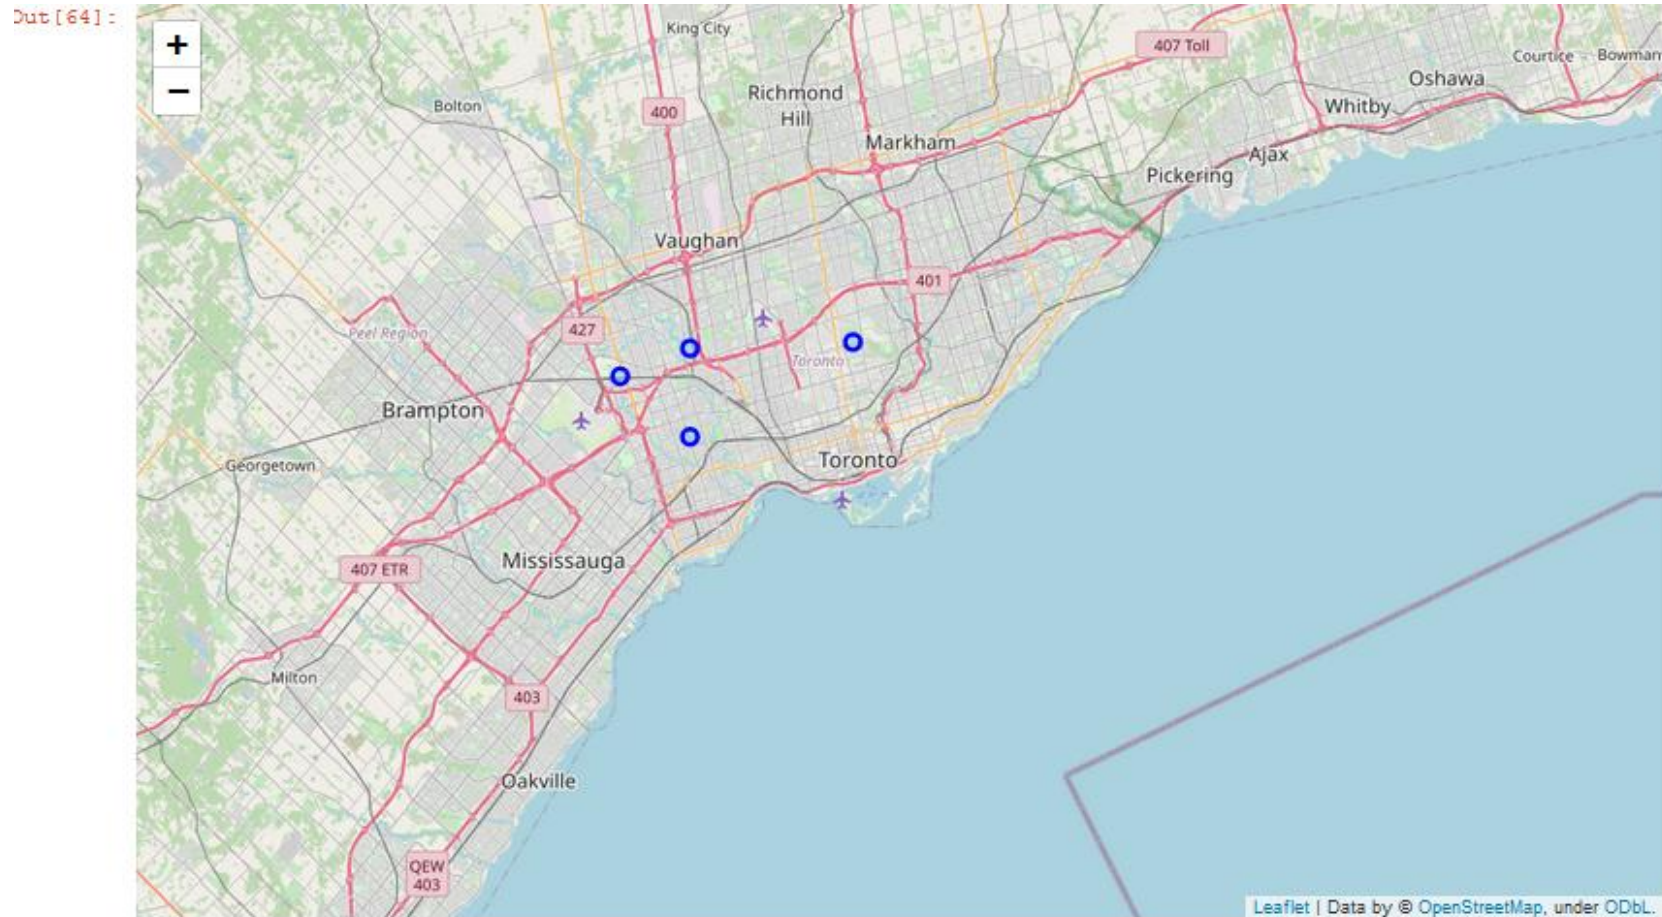 Out[64]:
+
King City
407 Toll
Courtice
Bowman
Oshawa
−
Richmond
Hill
Bolton
400
Whitby
Markham
Ajax
Pickering
Vaughan
401
427
Peel Region
Toronto
Brampton
Georgetown
Toronto
407 ETR
Mississauga
Milton
403
Oakville
QEW
403
Leaflet | Data by © OpenStreetMap, under ODbL.